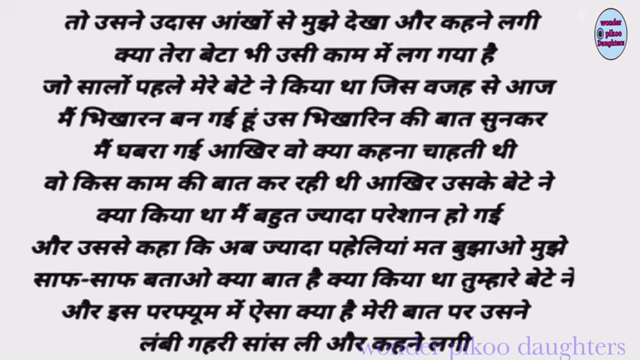 wonder
pikoo
Daughters
तो उसने उदास आंखों से मुझे देखा और कहने लगी
क्या तेरा बेटा भी उसी काम में लग गया है
जो सालों पहले मेरे बेटे ने किया था जिस वजह से आज
मैं भिखारन बन गई हूं उस भिखारिन की बात सुनकर
मैं घबरा गई आखिर वो क्या कहना चाहती थी
वो किस काम की बात कर रही थी आखिर उसके बेटे ने
क्या किया था मैं बहुत ज्यादा परेशान हो गई
और उससे कहा कि अब ज्यादा पहेलियां मत बुझाओ मुझे
साफ-साफ बताओ क्या बात है क्या किया था तुम्हारे बेटे ने
और इस परफ्यूम में ऐसा क्या है मेरी बात पर उसने
लंबी गहरी सांस ली और कहने लगी
wonder pikoo daughters